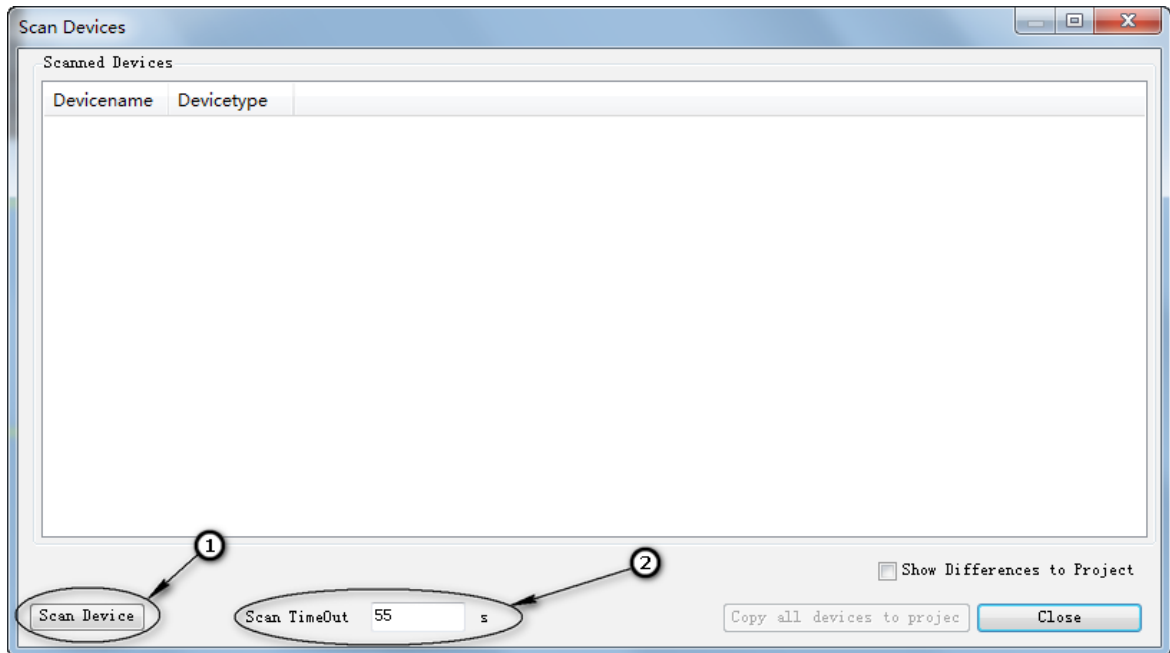 Scan Devices
Scanned Devices
Devicename Devicetype
1
2
Show Differences to Project
Scan Device Scan TimeOut 55 s Copy all devices to projec Close